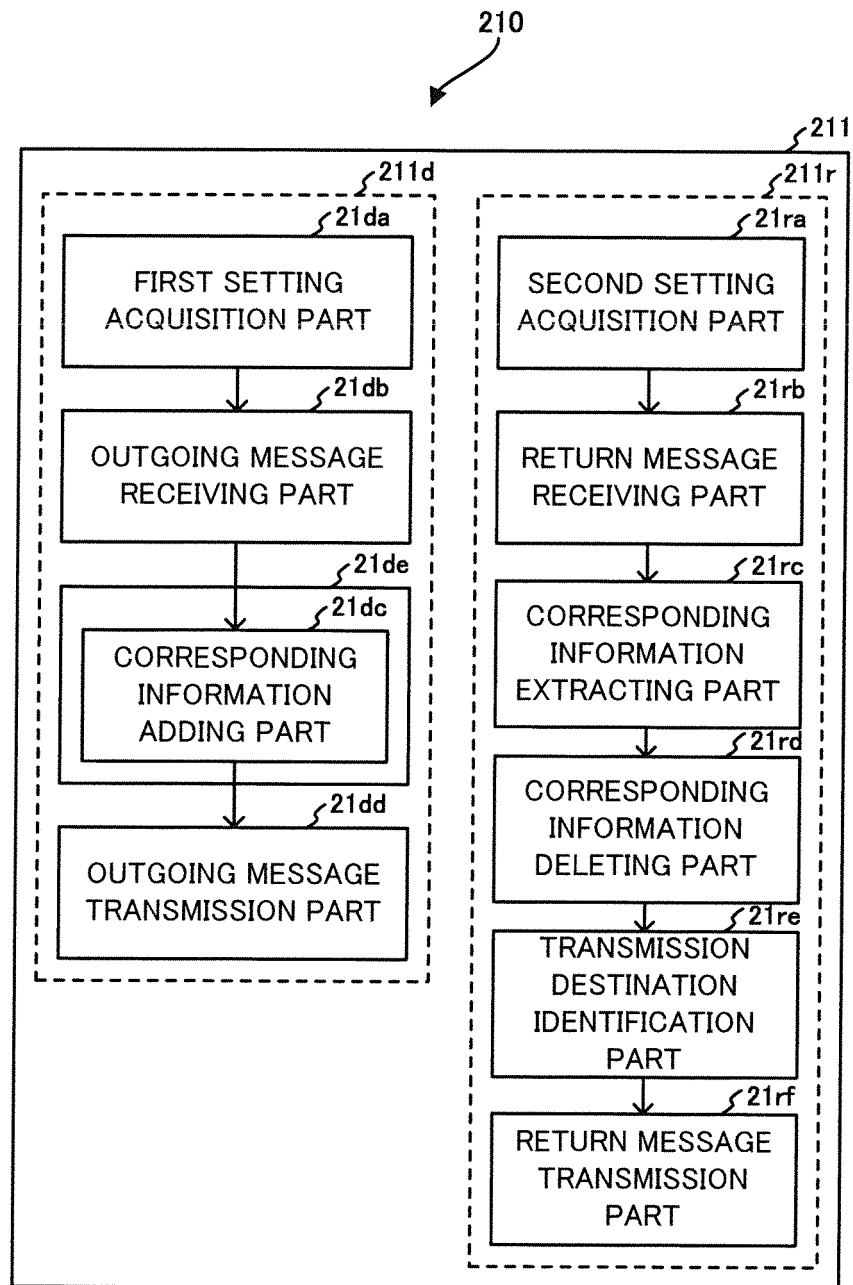 210
211
211d
21da
FIRST SETTING
ACQUISITION PART
21db
OUTGOING MESSAGE
RECEIVING PART
21de
21dc
CORRESPONDING
INFORMATION
ADDING PART
21dd
OUTGOING MESSAGE
TRANSMISSION PART
211r
21ra
SECOND SETTING
ACQUISITION PART
21rb
RETURN MESSAGE
RECEIVING PART
21rc
CORRESPONDING
INFORMATION
EXTRACTING PART
21rd
CORRESPONDING
INFORMATION
DELETING PART
21re
TRANSMISSION
DESTINATION
IDENTIFICATION
PART
21rf
RETURN MESSAGE
TRANSMISSION
PART